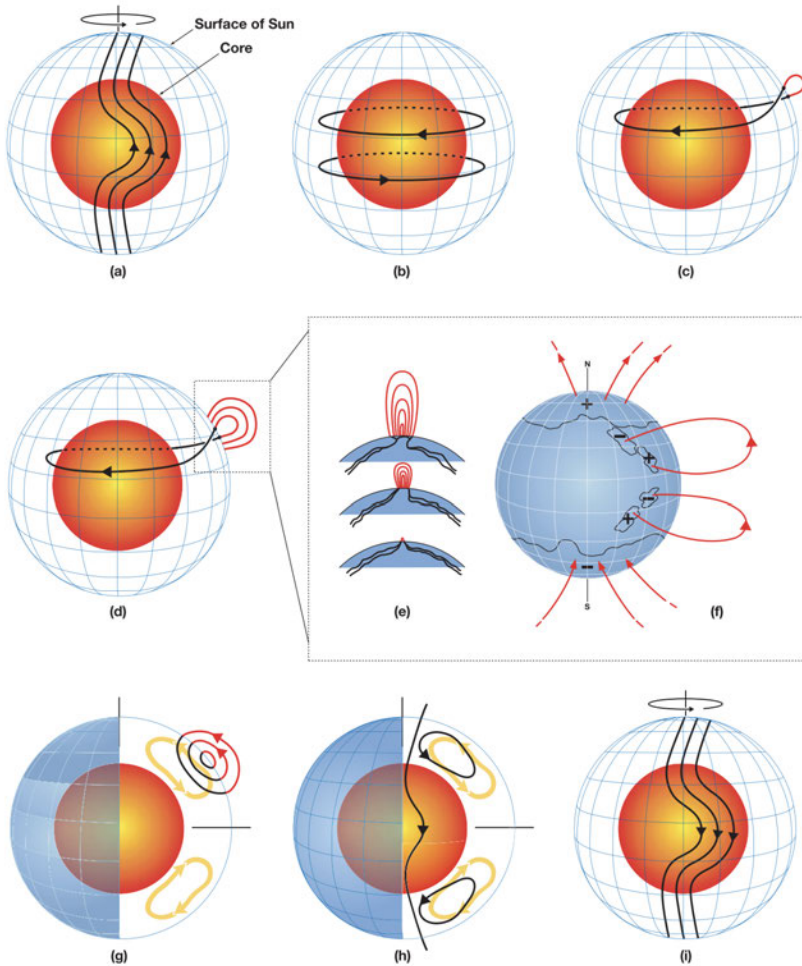 Surface of Sun
Core
(a)
(b)
(c)
(d)
(e)
N
+
-
+
--
+
--
S
(f)
(g)
(h)
(i)